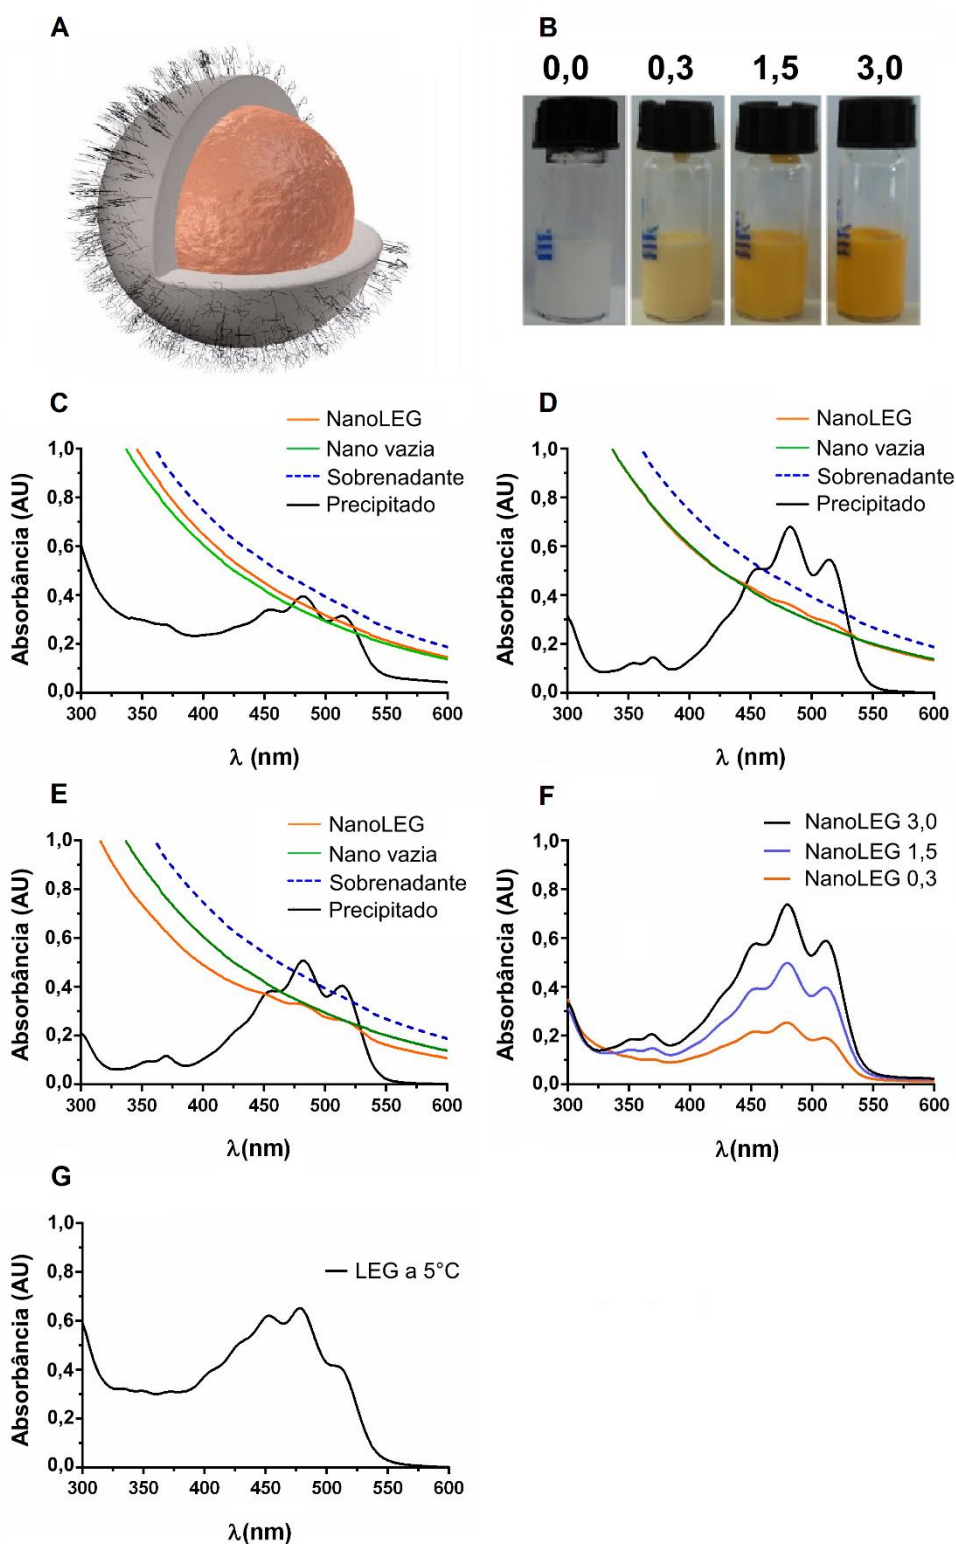 A
B
0,0 0,3 1,5 3,0
C
NanoLEG
Nano vazia
Sobrenadante
Precipitado
Absorbância (AU)
1,0
0,8
0,6
0,4
0,2
0,0
300 350 400 450 500 550 600
λ (nm)
D
NanoLEG
Nano vazia
Sobrenadante
Precipitado
Absorbância (AU)
1,0
0,8
0,6
0,4
0,2
0,0
300 350 400 450 500 550 600
λ (nm)
E
NanoLEG
Nano vazia
Sobrenadante
Precipitado
Absorbância (AU)
1,0
0,8
0,6
0,4
0,2
0,0
300 350 400 450 500 550 600
λ(nm)
F
NanoLEG 3,0
NanoLEG 1,5
NanoLEG 0,3
Absorbância (AU)
1,0
0,8
0,6
0,4
0,2
0,0
300 350 400 450 500 550 600
λ(nm)
G
LEG a 5°C
Absorbância (AU)
1,0
0,8
0,6
0,4
0,2
0,0
300 350 400 450 500 550 600
λ(nm)